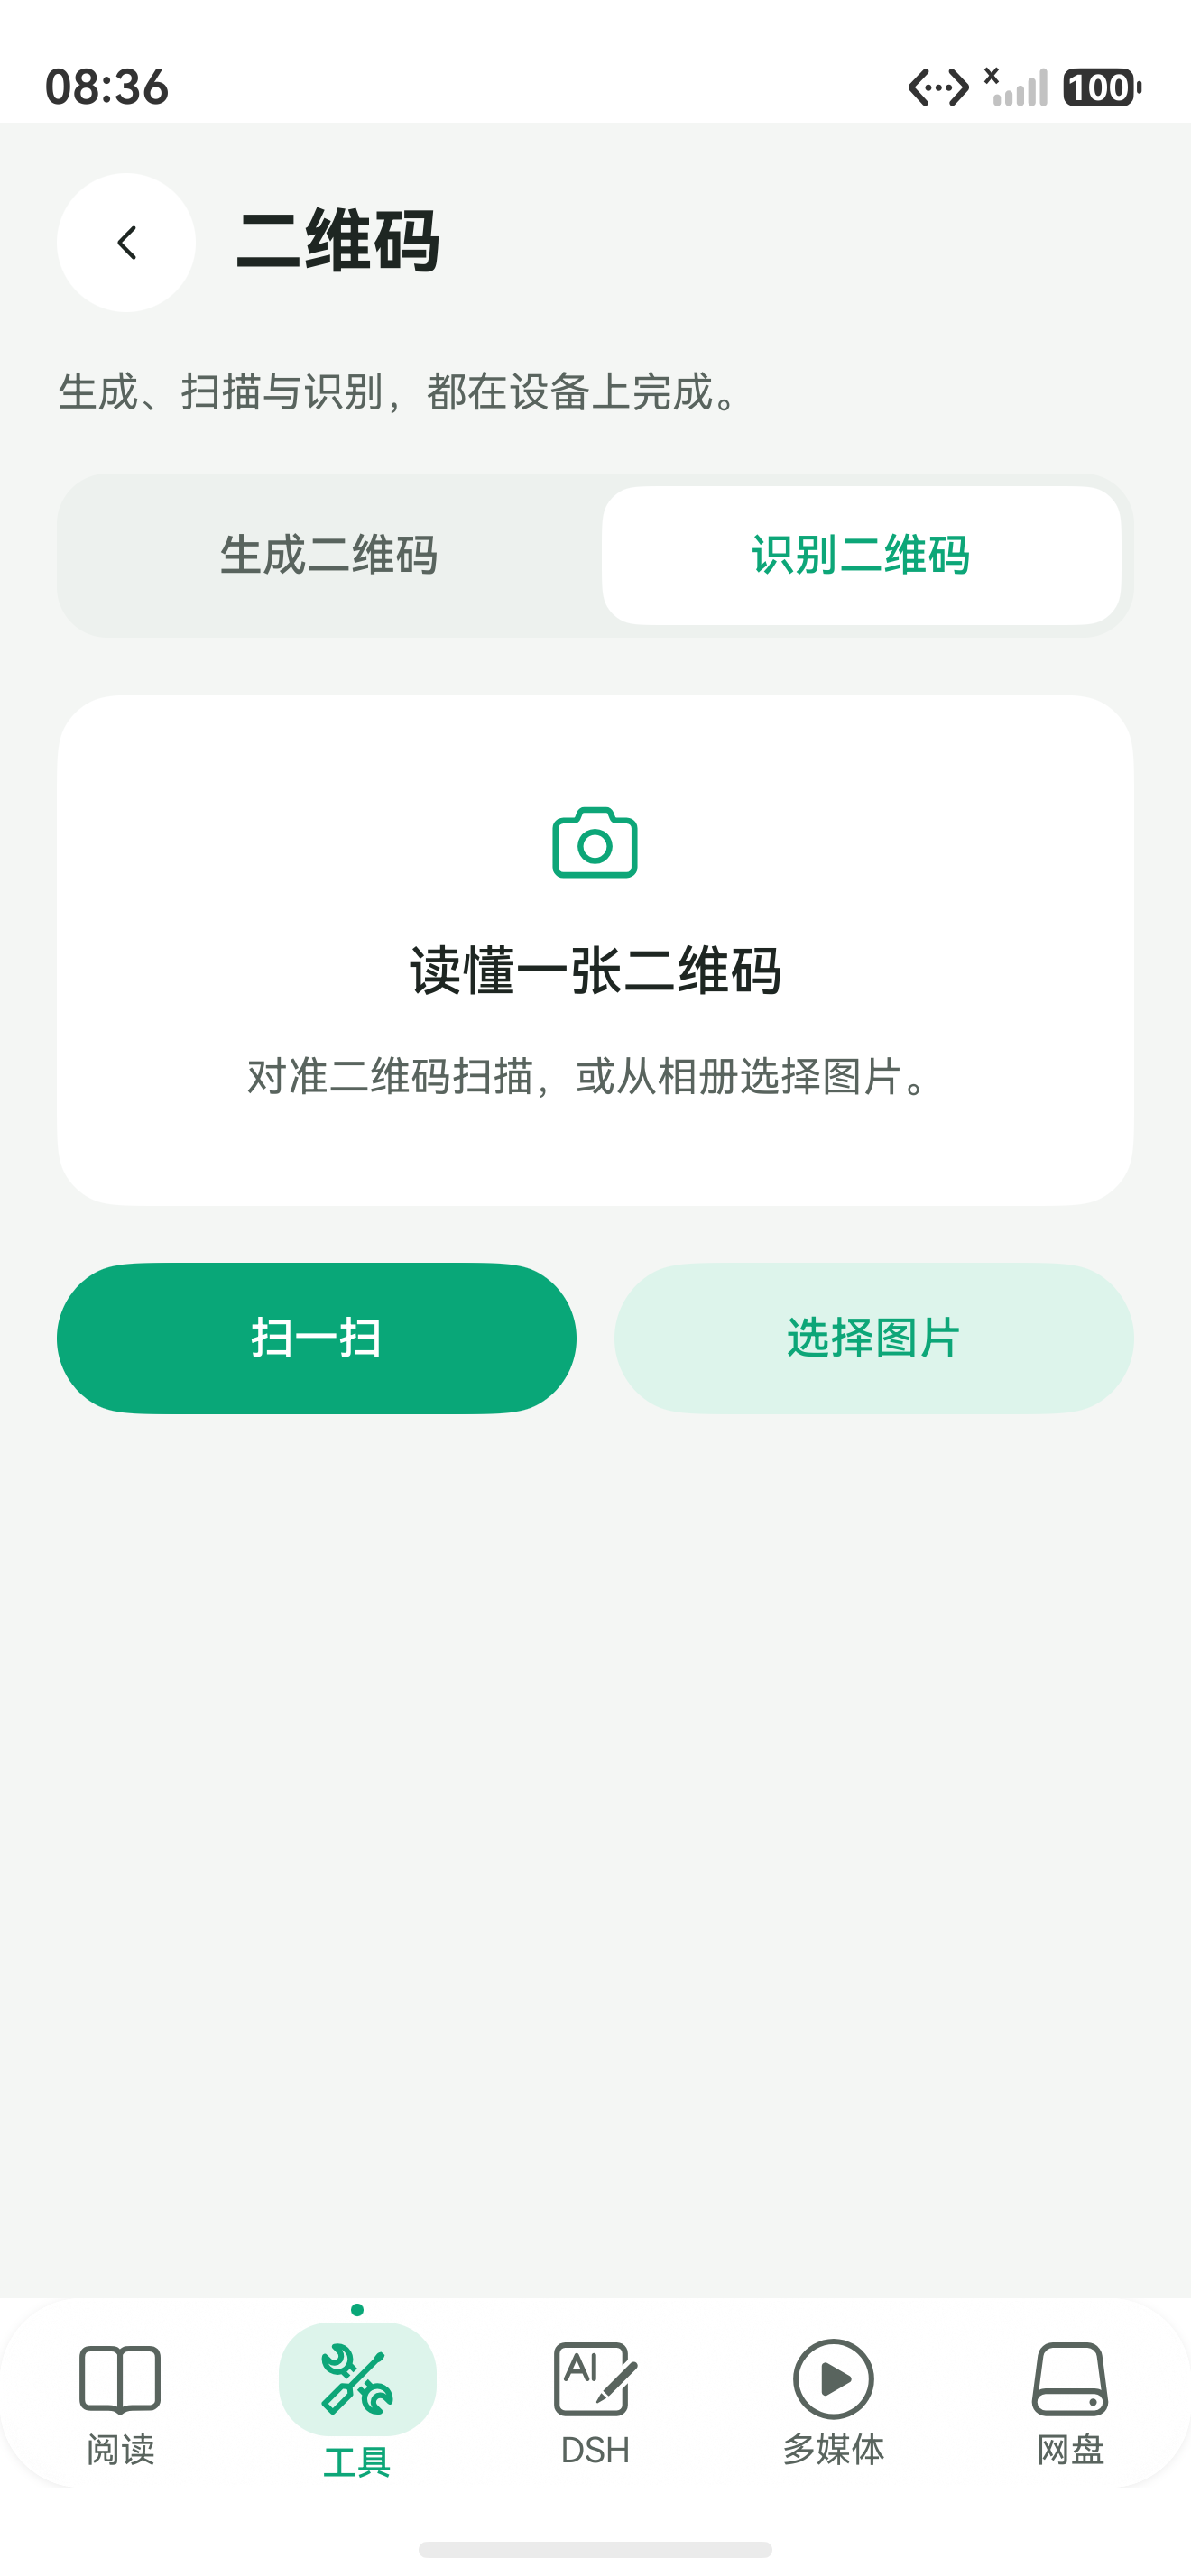 08:36
100
二维码
生成、扫描与识别，都在设备上完成。
生成二维码
识别二维码
读懂一张二维码
对准二维码扫描，或从相册选择图片。
扫一扫
选择图片
阅读
工具
DSH
多媒体
网盘